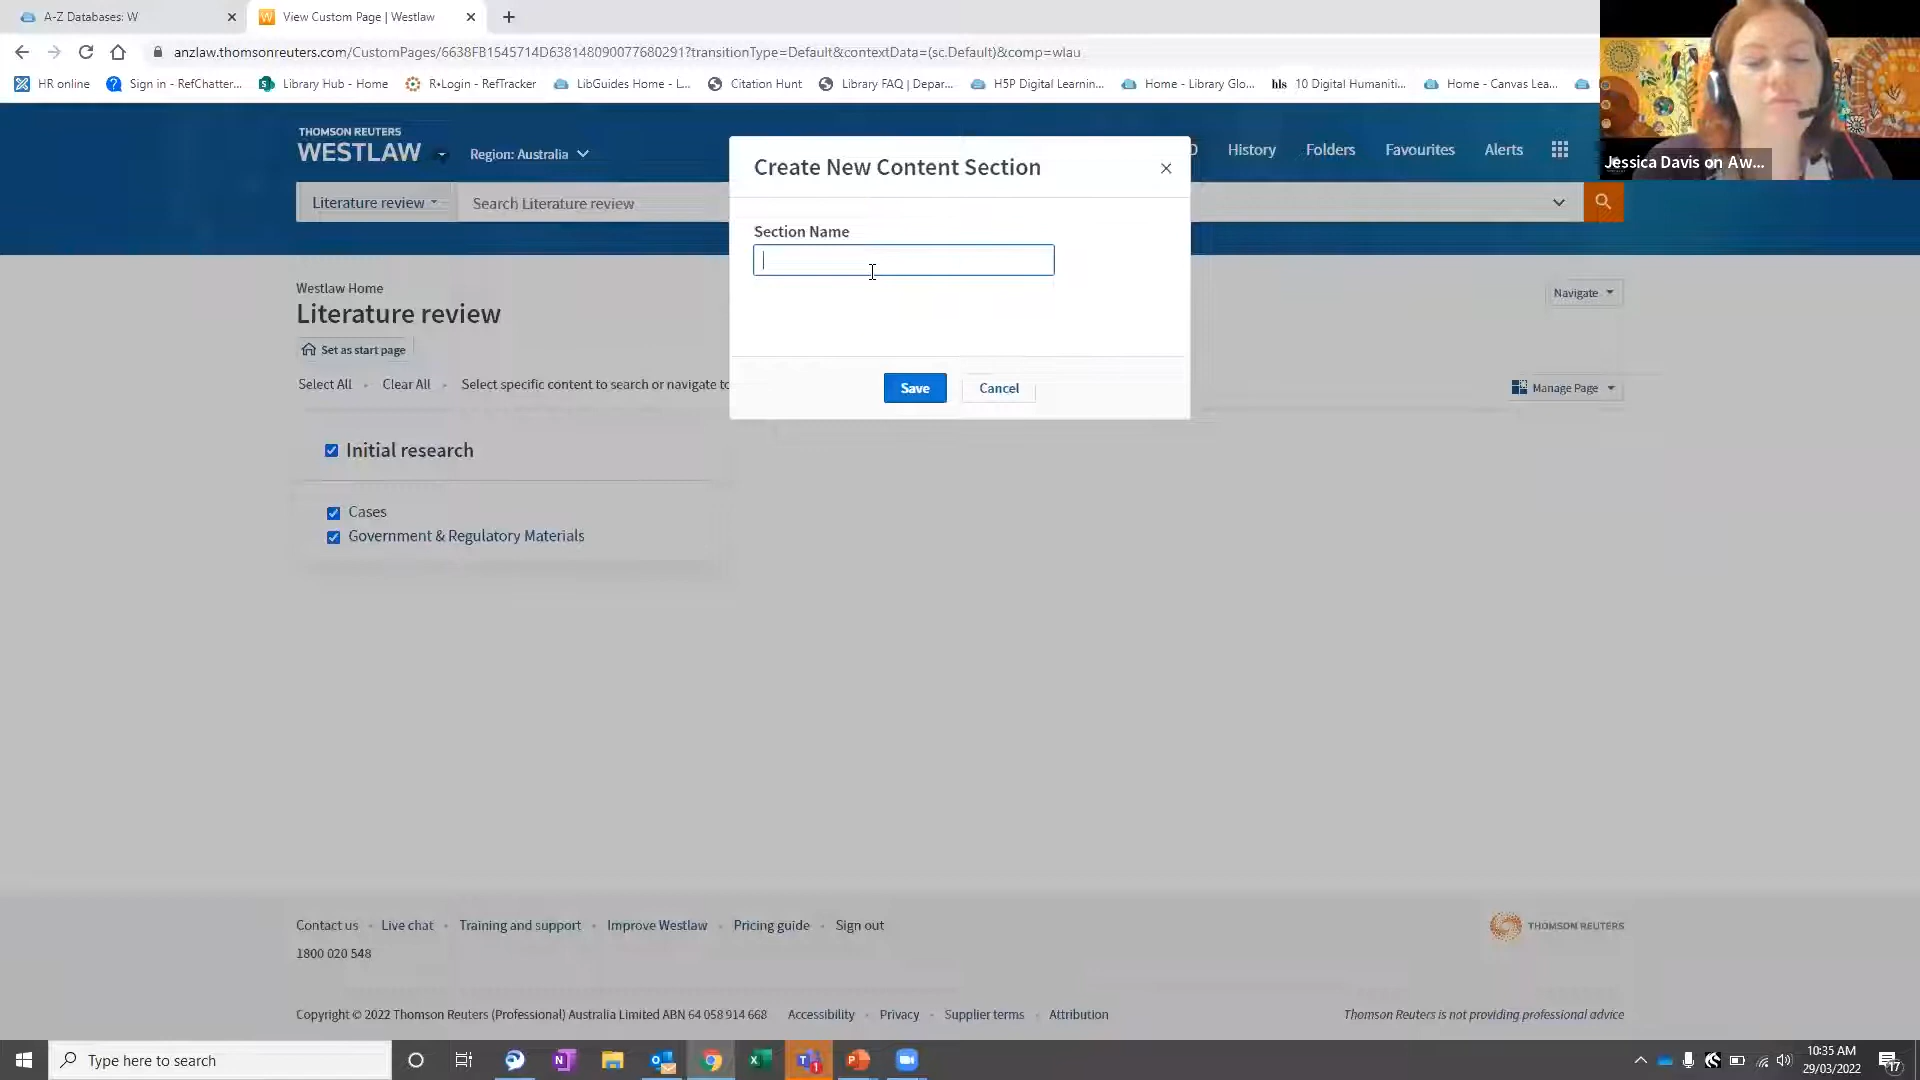 A-Z Databases: W
View Custom Page | Westlaw
anzlaw.thomsonreuters.com/CustomPages/6638FB1545714D638148090077680291?transitionType=Default&contextData=(sc.Default)&comp=wlau
HR online
Sign in - RefChatter...
Library Hub - Home
R•Login - RefTracker
LibGuides Home - L...
Citation Hunt
Library FAQ | Depar...
H5P Digital Learnin...
Home - Library Glo...
hls 10 Digital Humaniti...
Home - Canvas Lea...
Jessica Davis on Aw...
THOMSON REUTERS
WESTLAW
Region: Australia
History
Folders
Favourites
Alerts
Literature review
Search Literature review
Create New Content Section
Section Name
Save
Cancel
Westlaw Home
Literature review
Navigate
Set as start page
Select All • Clear All • Select specific content to search or navigate to
Manage Page
Initial research
Cases
Government & Regulatory Materials
Contact us • Live chat • Training and support • Improve Westlaw • Pricing guide • Sign out
1800 020 548
THOMSON REUTERS
Copyright © 2022 Thomson Reuters (Professional) Australia Limited ABN 64 058 914 668 Accessibility • Privacy • Supplier terms • Attribution
Thomson Reuters is not providing professional advice
Type here to search
10:35 AM
29/03/2022
17